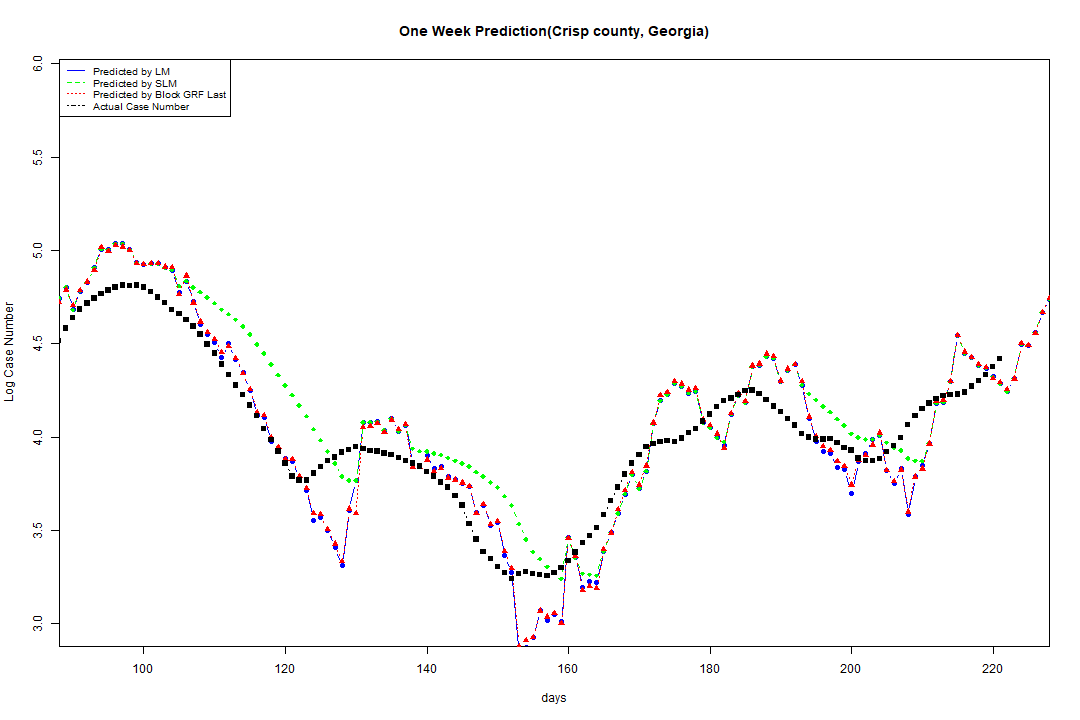 One Week Prediction(Crisp county, Georgia)
Predicted by LM
Predicted by SLM
Predicted by Block GRF Last
Actual Case Number
6.0
5.5
5.0
4.5
4.0
3.5
3.0
Log Case Number
100 120 140 160 180 200 220
days